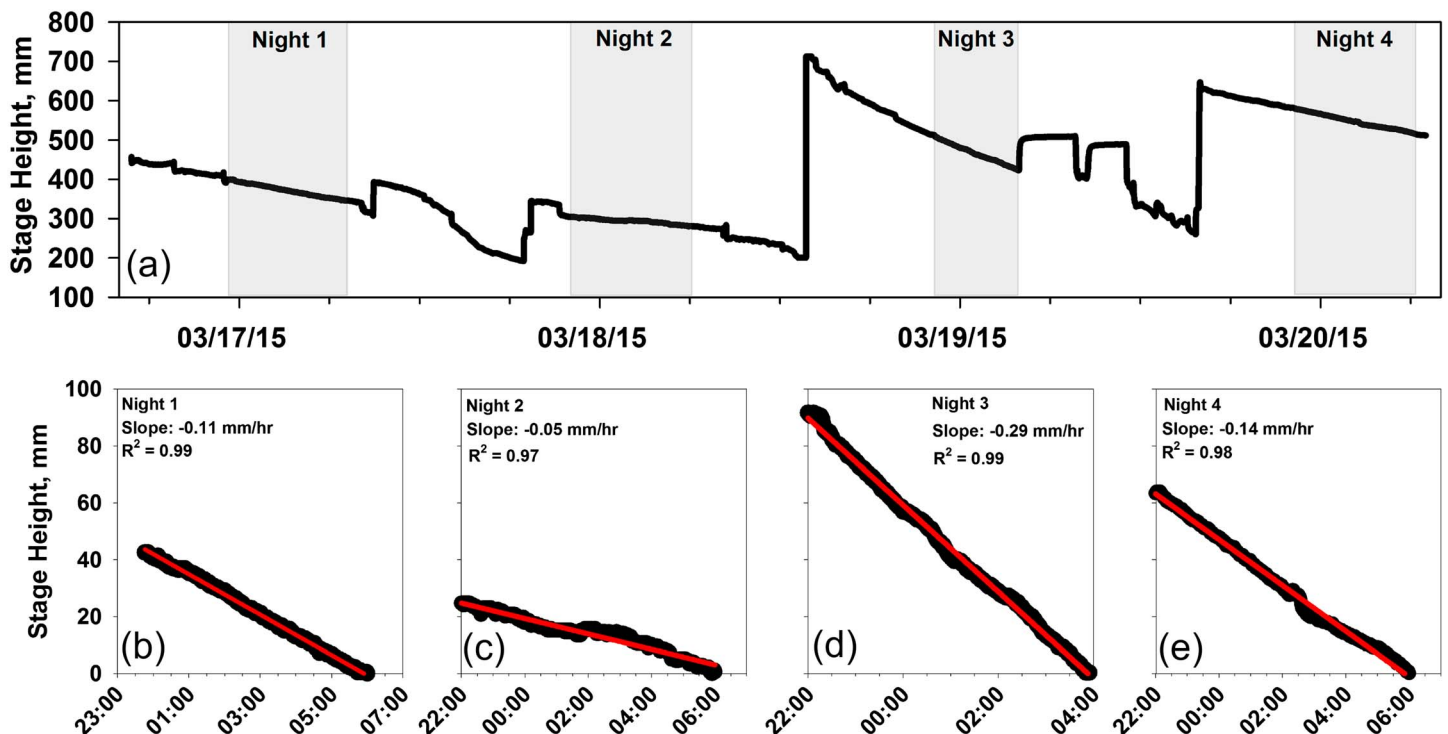 800
700
600
500
400
300
200
100
Stage Height, mm
Night 1
Night 2
Night 3
Night 4
(a)
03/17/15
03/18/15
03/19/15
03/20/15
100
80
60
40
20
0
Stage Height, mm
Night 1
Slope: -0.11 mm/hr
R² = 0.99
(b)
23:00
01:00
03:00
05:00
07:00
Night 2
Slope: -0.05 mm/hr
R² = 0.97
(c)
22:00
00:00
02:00
04:00
06:00
Night 3
Slope: -0.29 mm/hr
R² = 0.99
(d)
22:00
00:00
02:00
04:00
Night 4
Slope: -0.14 mm/hr
R² = 0.98
(e)
22:00
00:00
02:00
04:00
06:00